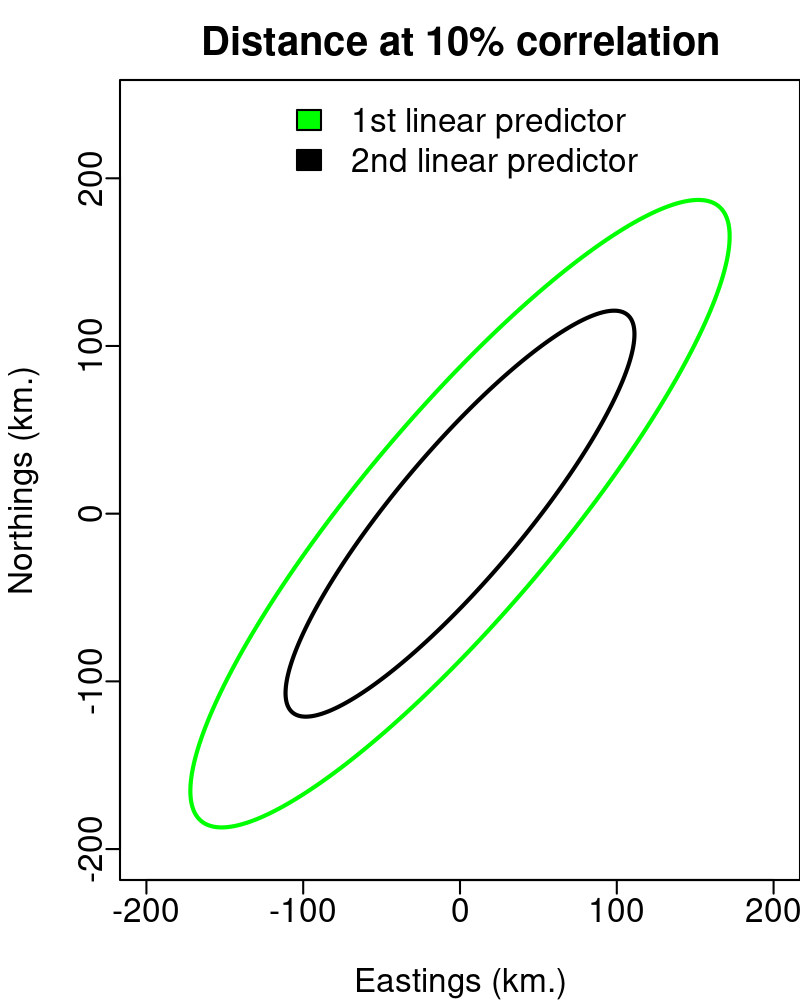 Distance at 10% correlation
1st linear predictor
2nd linear predictor
200
100
0
-100
-200
Northings (km.)
-200 -100 0 100 200
Eastings (km.)